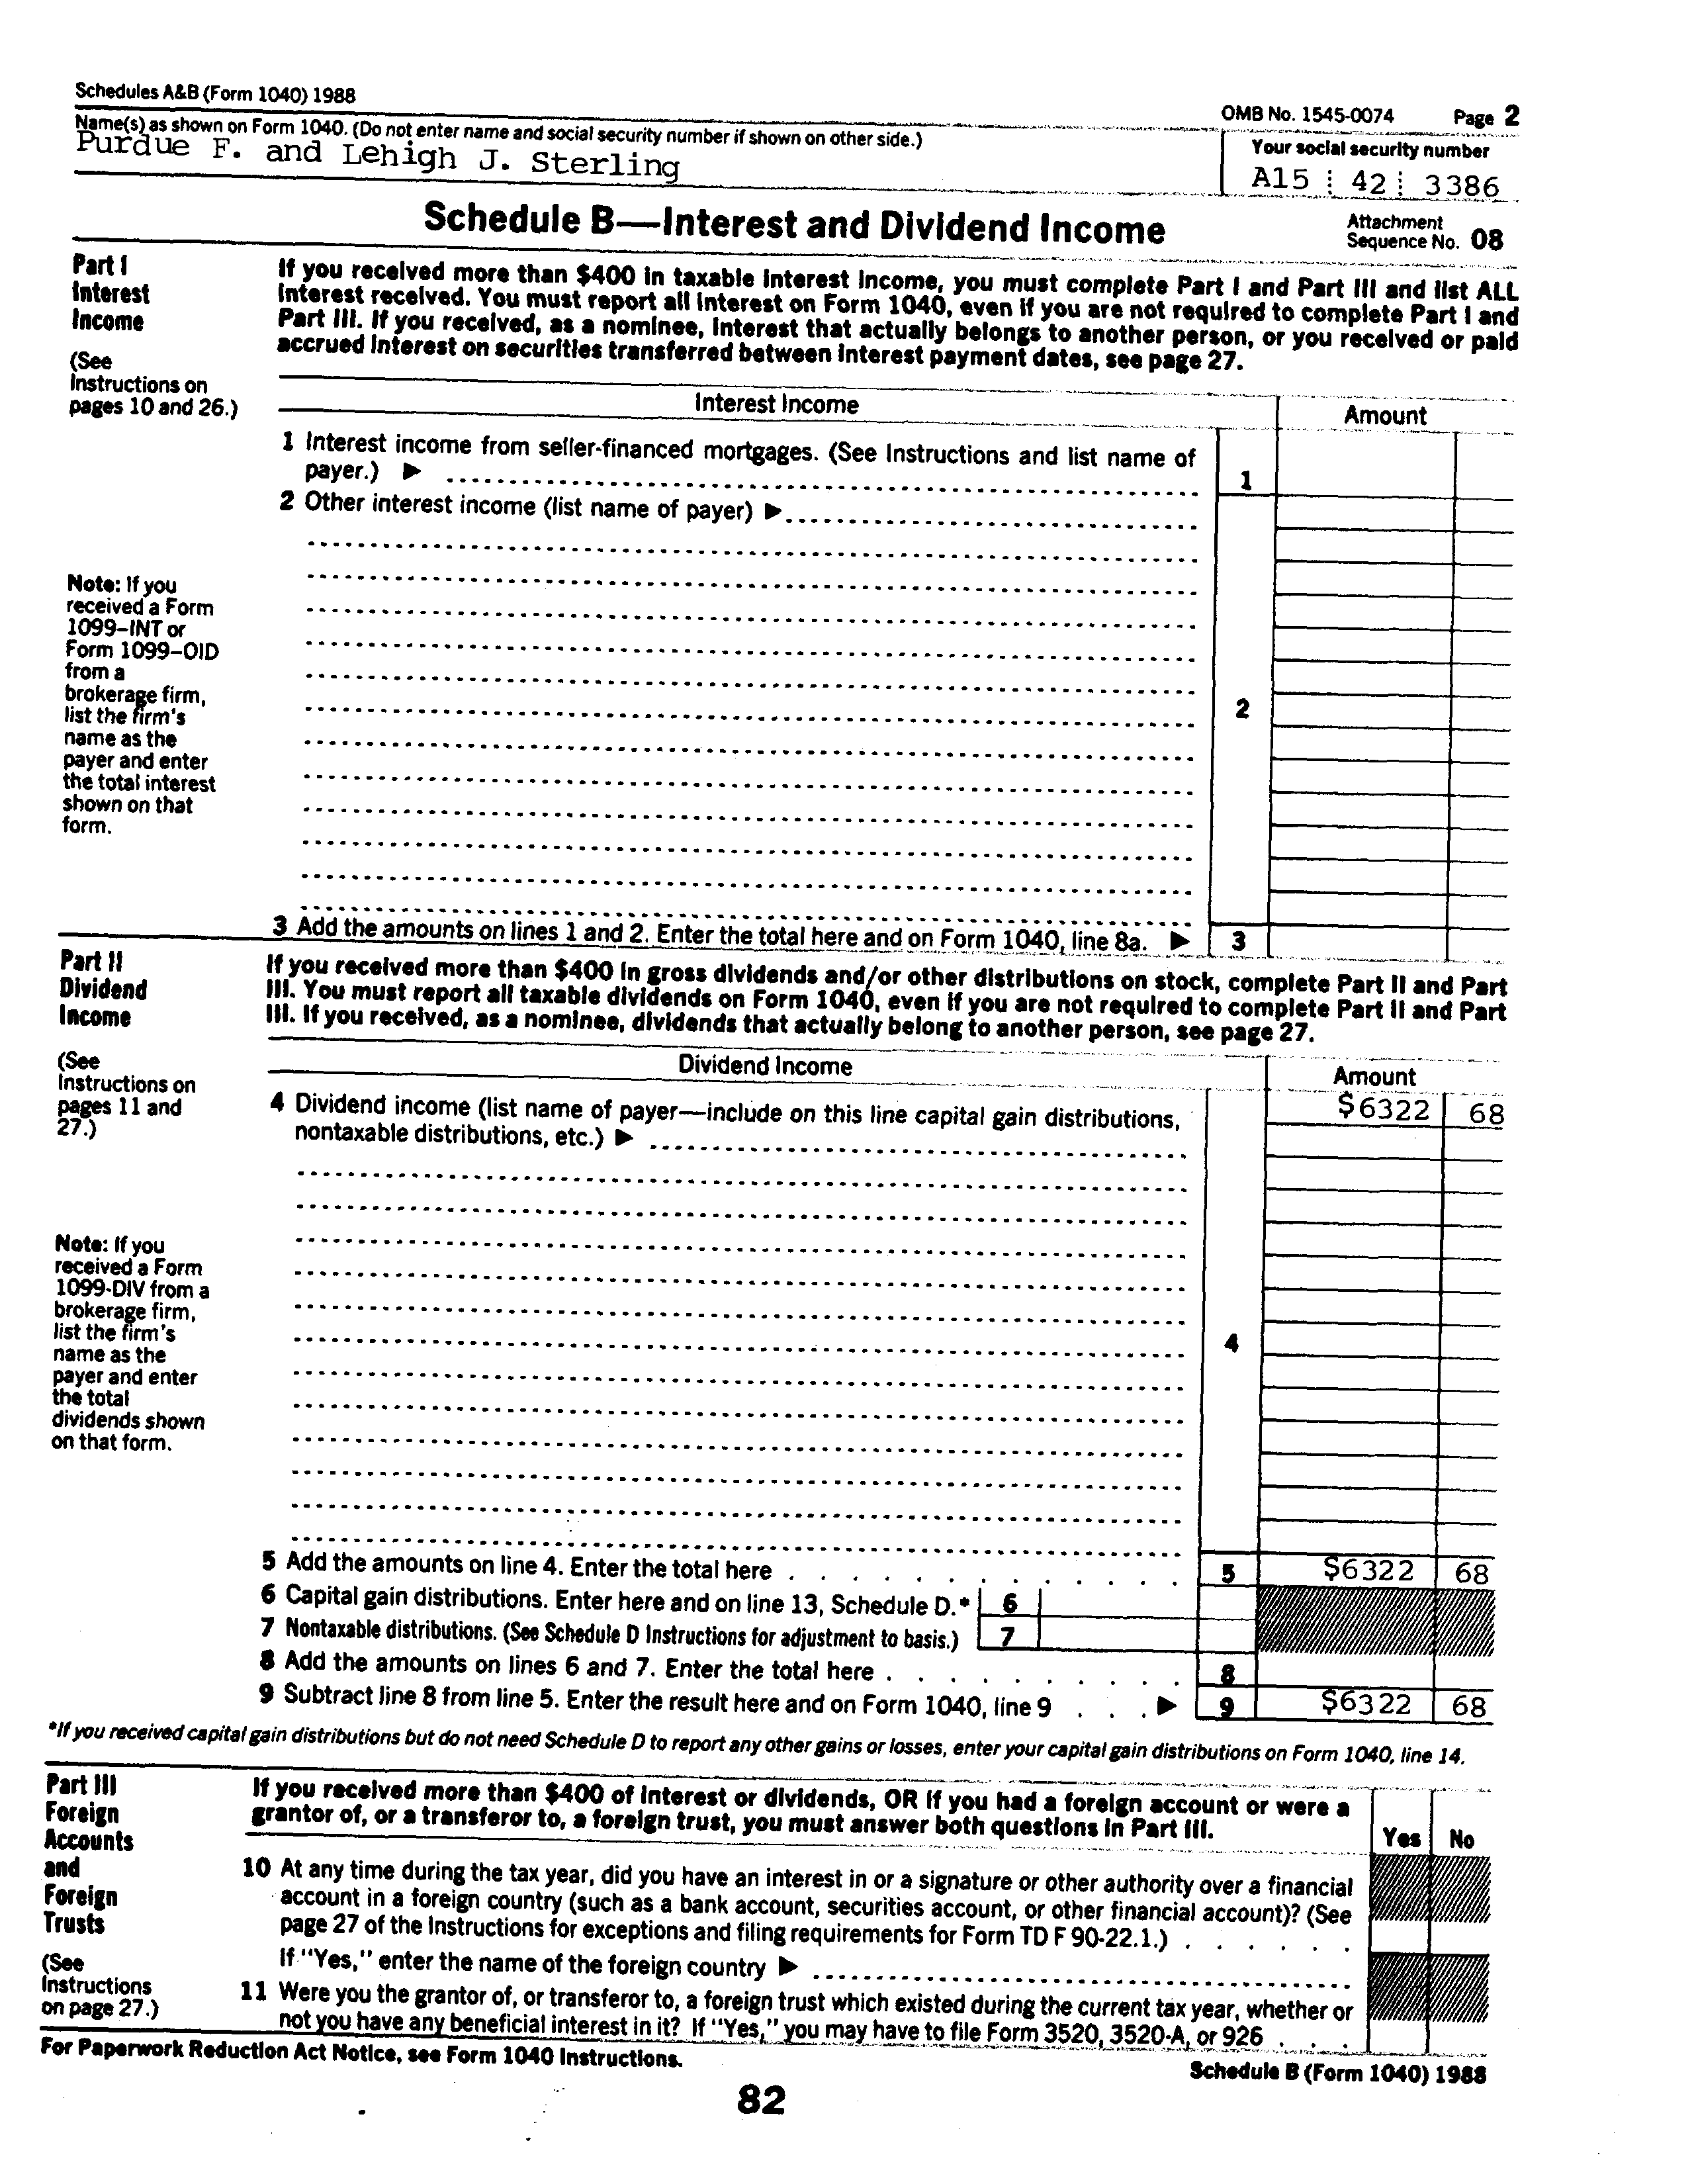 Schedules A&B (Form 1040) 1988
OMB No. 1545-0074 Page 2
Name(s) as shown on Form 1040. (Do not enter name and social security number if shown on other side.)
Your social security number
Purdue F. and Lehigh J. Sterling
A15 42 3386
Schedule B—Interest and Dividend Income
Attachment
Sequence No. 08
Part I
Interest
Income
(See
Instructions on
pages 10 and 26.)
If you received more than $400 in taxable interest income, you must complete Part I and Part III and list ALL
interest received. You must report all interest on Form 1040, even if you are not required to complete Part I and
Part III. If you received, as a nominee, interest that actually belongs to another person, or you received or paid
accrued interest on securities transferred between interest payment dates, see page 27.
Interest Income Amount
1 Interest income from seller-financed mortgages. (See Instructions and list name of
payer.) ▶ 1
2 Other interest income (list name of payer) ▶
Note: If you
received a Form
1099–INT or
Form 1099–OID
from a
brokerage firm,
list the firm's
name as the
payer and enter
the total interest
shown on that
form.
2
3 Add the amounts on lines 1 and 2. Enter the total here and on Form 1040, line 8a. ▶ 3
Part II
Dividend
Income
(See
Instructions on
pages 11 and
27.)
If you received more than $400 in gross dividends and/or other distributions on stock, complete Part II and Part
III. You must report all taxable dividends on Form 1040, even if you are not required to complete Part II and Part
III. If you received, as a nominee, dividends that actually belong to another person, see page 27.
Dividend Income Amount
4 Dividend income (list name of payer—include on this line capital gain distributions, $6322 68
nontaxable distributions, etc.) ▶
Note: If you
received a Form
1099-DIV from a
brokerage firm,
list the firm's
name as the
payer and enter
the total
dividends shown
on that form.
4
5 Add the amounts on line 4. Enter the total here 5 $6322 68
6 Capital gain distributions. Enter here and on line 13, Schedule D.* 6
7 Nontaxable distributions. (See Schedule D Instructions for adjustment to basis.) 7
8 Add the amounts on lines 6 and 7. Enter the total here 8
9 Subtract line 8 from line 5. Enter the result here and on Form 1040, line 9 ▶ 9 $6322 68
*If you received capital gain distributions but do not need Schedule D to report any other gains or losses, enter your capital gain distributions on Form 1040, line 14.
Part III
Foreign
Accounts
and
Foreign
Trusts
(See
Instructions
on page 27.)
If you received more than $400 of interest or dividends, OR if you had a foreign account or were a
grantor of, or a transferor to, a foreign trust, you must answer both questions in Part III.
Yes No
10 At any time during the tax year, did you have an interest in or a signature or other authority over a financial
account in a foreign country (such as a bank account, securities account, or other financial account)? (See
page 27 of the Instructions for exceptions and filing requirements for Form TD F 90-22.1.)
If "Yes," enter the name of the foreign country ▶
11 Were you the grantor of, or transferor to, a foreign trust which existed during the current tax year, whether or
not you have any beneficial interest in it? If "Yes," you may have to file Form 3520, 3520-A, or 926
For Paperwork Reduction Act Notice, see Form 1040 Instructions.
Schedule B (Form 1040) 1988
82